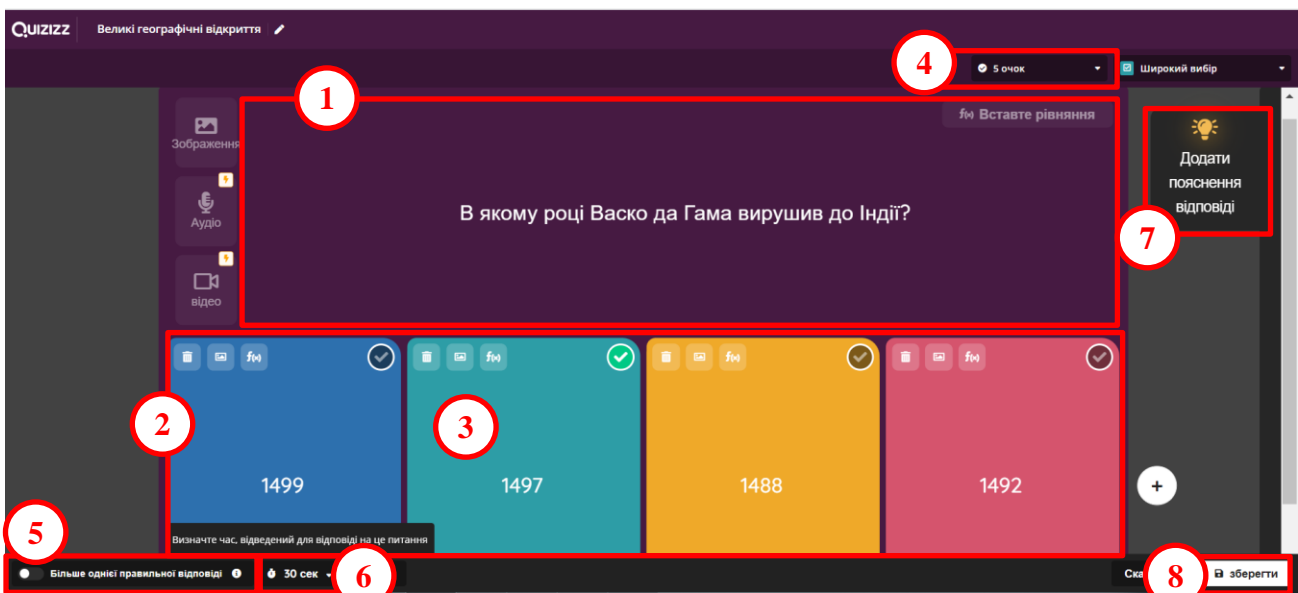 QUIZIZZ Великі географічні відкриття
4 5 очок Широкий вибір
1
f(x) Вставте рівняння
Зображення
Аудіо
відео
В якому році Васко да Гама вирушив до Індії?
Додати
пояснення
відповіді
7
f(x) f(x) f(x) f(x)
2 3
1499 1497 1488 1492
+
5
Визначте час, відведений для відповіді на це питання
Більше однієї правильної відповіді 30 сек 6 8 зберегти